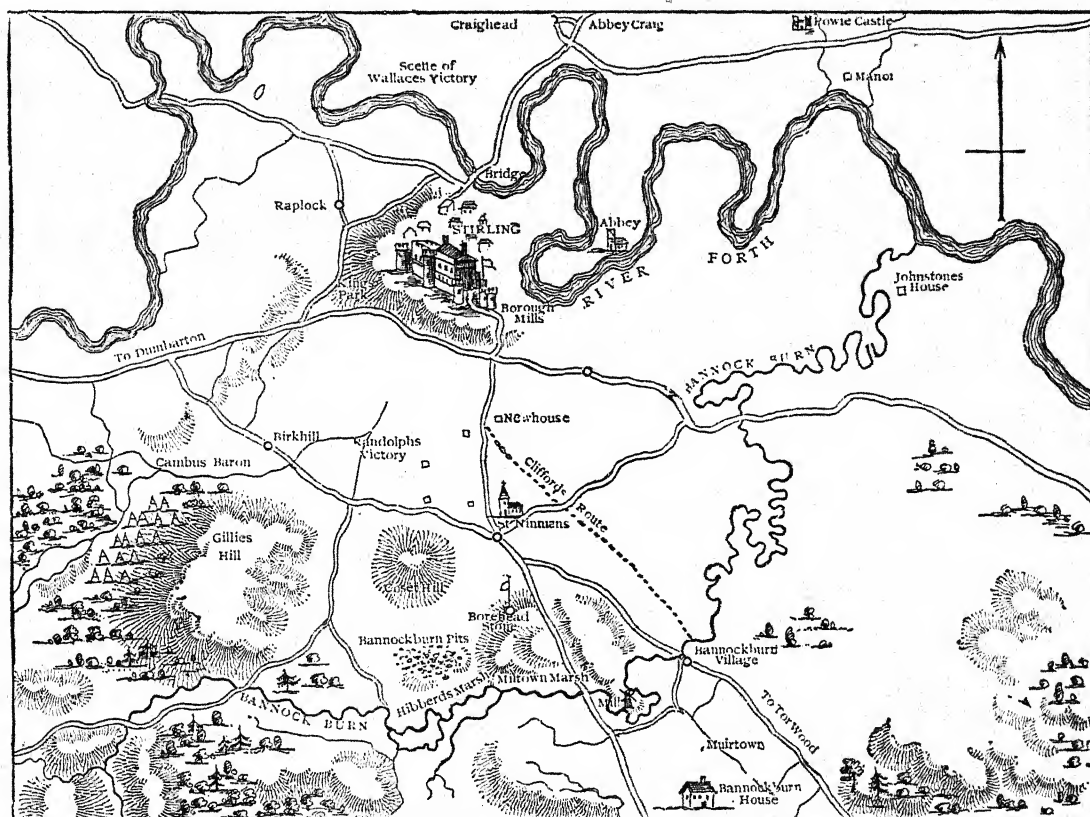 Craighead
Abbey Craig
Rowie Castle
Scene of
Wallaces Victory
Manor
Bridge
Raplock
STIRLING
Abbey
RIVER FORTH
Johnstones
House
King
Park
Borough
Mills
To Dumbarton
BANNOCK BURN
Newhouse
Birkhill
Randolphs
Victory
Cambus Baron
Cliffords Route
St Ninnians
Gillies
Hill
Coxet Hill
Borehead
Stone
Bannockburn Pits
Bannockburn
Village
Hibberds Marsh
Miltown Marsh
Mill
BANNOCK BURN
To Torwood
Muirtown
Bannockburn
House